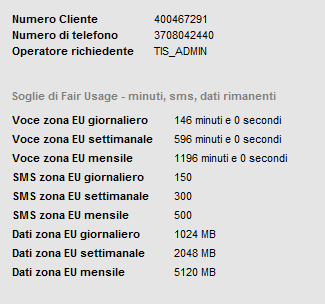 Numero Cliente 400467291
Numero di telefono 3708042440
Operatore richiedente TIS_ADMIN
Soglie di Fair Usage - minuti, sms, dati rimanenti
Voce zona EU giornaliero 146 minuti e 0 secondi
Voce zona EU settimanale 596 minuti e 0 secondi
Voce zona EU mensile 1196 minuti e 0 secondi
SMS zona EU giornaliero 150
SMS zona EU settimanale 300
SMS zona EU mensile 500
Dati zona EU giornaliero 1024 MB
Dati zona EU settimanale 2048 MB
Dati zona EU mensile 5120 MB